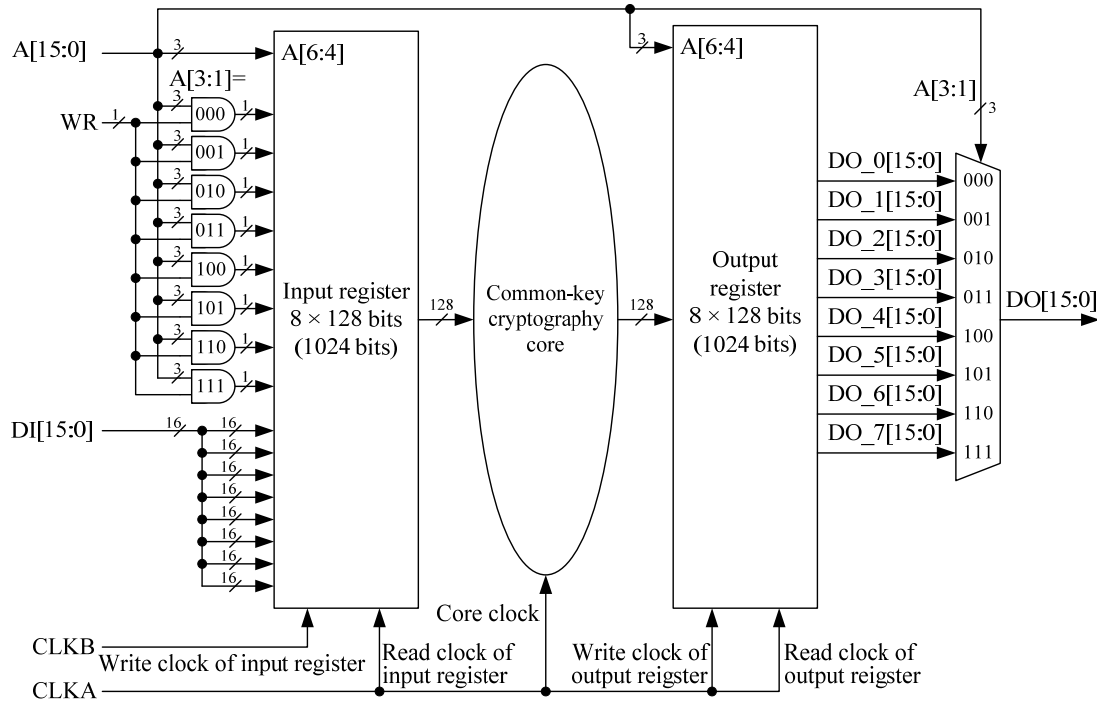 A[15:0]
3
A[6:4]
A[3:1]=
WR
1
3
000
1
3
001
1
3
010
1
3
011
1
3
100
1
3
101
1
3
110
1
3
111
1
DI[15:0]
16
16
16
16
16
16
16
16
16
Input register
8 × 128 bits
(1024 bits)
128
Common-key
cryptography
core
128
3
A[6:4]
Output
register
8 × 128 bits
(1024 bits)
A[3:1]
3
DO_0[15:0]
000
DO_1[15:0]
001
DO_2[15:0]
010
DO_3[15:0]
011
DO_4[15:0]
100
DO_5[15:0]
101
DO_6[15:0]
110
DO_7[15:0]
111
DO[15:0]
CLKB
Write clock of input register
Read clock of
input register
Core clock
Write clock of
output reigster
Read clock of
output reigster
CLKA